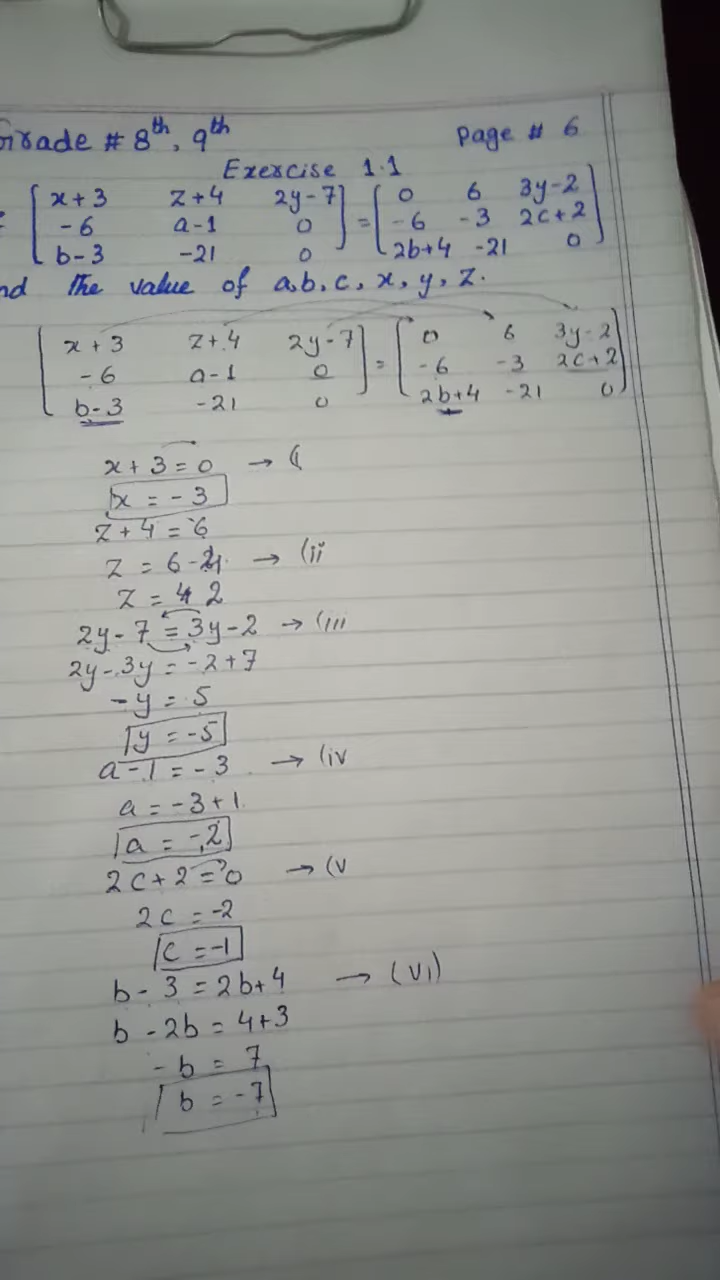 Grade # 8th, 9th Page # 6
Exercise 1.1
[x+3 z+4 2y-7] = [0 6 3y-2]
[-6 a-1 0] [-6 -3 2c+2]
[b-3 -21 0] [2b+4 -21 0]
nd the value of a, b, c, x, y, z.
[x+3 z+4 2y-7] = [0 6 3y-2]
[-6 a-1 0] [-6 -3 2c+2]
[b-3 -21 0] [2b+4 -21 0]
x + 3 = 0 → (i
x = -3
z + 4 = 6
z = 6 - 4 → (ii
z = 2
2y - 7 = 3y - 2 → (iii
2y - 3y = -2 + 7
-y = 5
y = -5
a - 1 = -3 → (iv
a = -3 + 1
a = -2
2c + 2 = 0 → (v
2c = -2
c = -1
b - 3 = 2b + 4 → (vi)
b - 2b = 4 + 3
-b = 7
b = -7